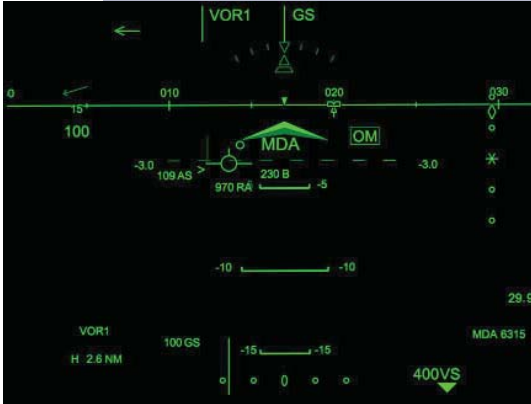 VOR1 GS
0 010 020 030
15
100
MDA OM
-3.0 -3.0
109 AS >
230 B
970 RA -5
-10 -10
29.9
VOR1 MDA 6315
100 GS
H 2.6 NM -15 -15
400VS
0